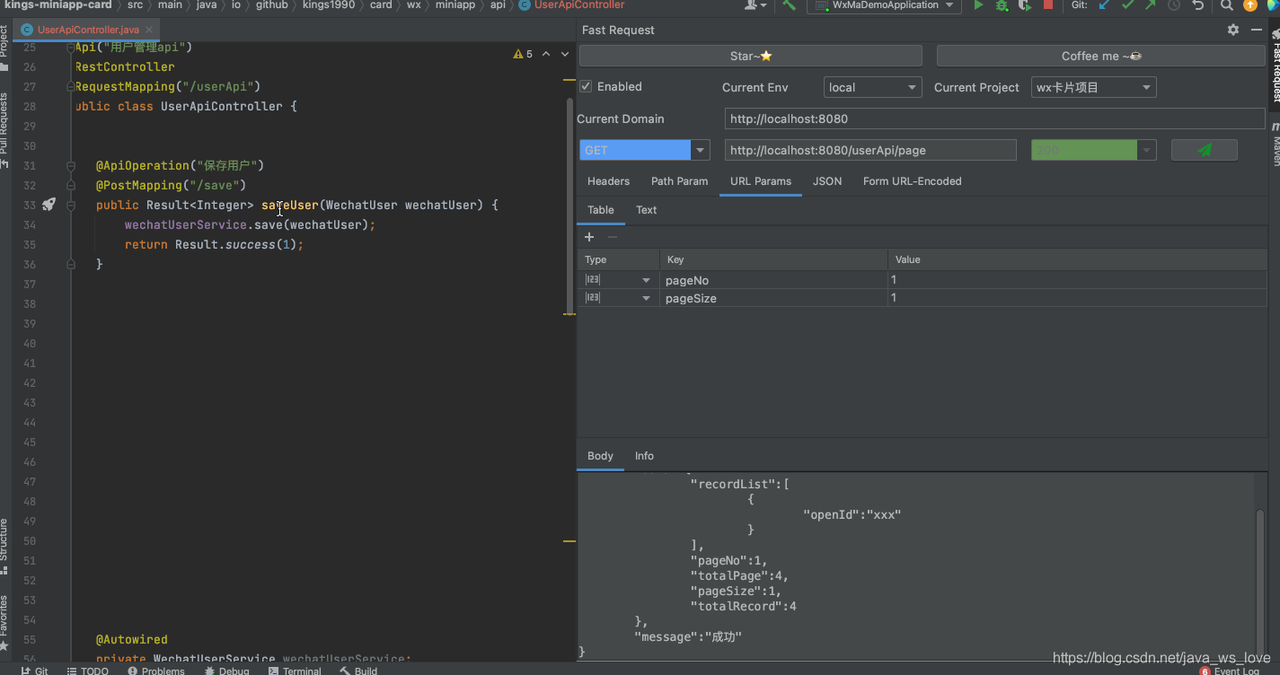 kings-miniapp-card › src › main › java › io › github › kings1990 › card › wx › miniapp › api › UserApiController
WxMaDemoApplication
Git:
UserApiController.java
5
25 Api("用户管理api")
26 RestController
27 RequestMapping("/userApi")
28 ublic class UserApiController {
29
30
31 @ApiOperation("保存用户")
32 @PostMapping("/save")
33 public Result<Integer> saveUser(WechatUser wechatUser) {
34 wechatUserService.save(wechatUser);
35 return Result.success(1);
36 }
37
38
39
40
41
42
43
44
45
46
47
48
49
50
51
52
53
54
55 @Autowired
56 private WechatUserService wechatUserService;
Project
Pull Requests
Structure
Favorites
Fast Request
Star~⭐
Coffee me ~☕
Enabled
Current Env
local
Current Project
wx卡片项目
Current Domain
http://localhost:8080
GET
http://localhost:8080/userApi/page
200
Headers
Path Param
URL Params
JSON
Form URL-Encoded
Table
Text
Type Key Value
pageNo 1
pageSize 1
Body
Info
"recordList":[
{
"openId":"xxx"
}
],
"pageNo":1,
"totalPage":4,
"pageSize":1,
"totalRecord":4
},
"message":"成功"
}
Fast Request
Maven
https://blog.csdn.net/java_ws_love
Git
TODO
Problems
Debug
Terminal
Build
6 Event Log